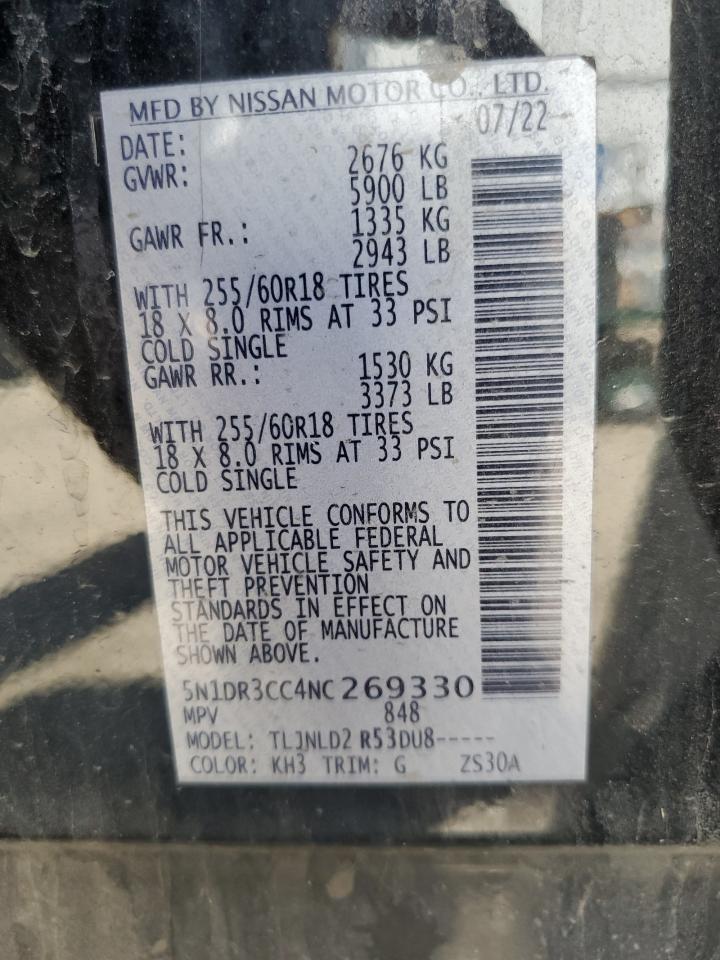 MFD BY NISSAN MOTOR CO., LTD.
DATE: 07/22
GVWR: 2676 KG
5900 LB
GAWR FR.: 1335 KG
2943 LB
WITH 255/60R18 TIRES
18 X 8.0 RIMS AT 33 PSI
COLD SINGLE
GAWR RR.: 1530 KG
3373 LB
WITH 255/60R18 TIRES
18 X 8.0 RIMS AT 33 PSI
COLD SINGLE
THIS VEHICLE CONFORMS TO
ALL APPLICABLE FEDERAL
MOTOR VEHICLE SAFETY AND
THEFT PREVENTION
STANDARDS IN EFFECT ON
THE DATE OF MANUFACTURE
SHOWN ABOVE.
5N1DR3CC4NC269330
MPV 848
MODEL: TLJNLD2 R53DU8-----
COLOR: KH3 TRIM: G ZS30A